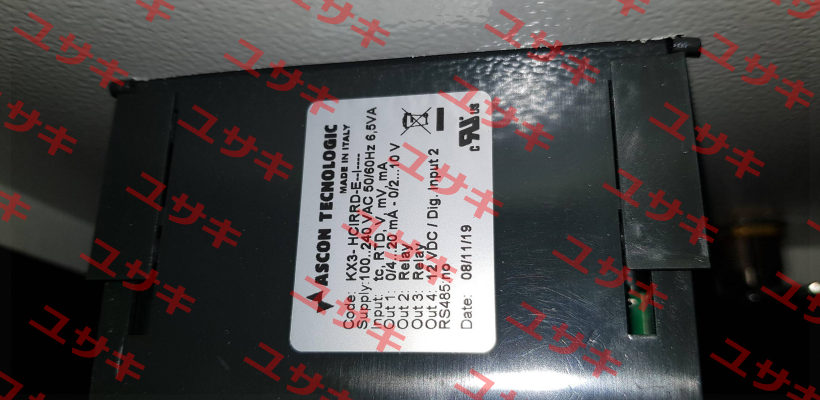 ASCON TECNOLOGIC
MADE IN ITALY
Code: KX3- HCIRRD-E--I----
Supply:100...240 VAC 50/60Hz 6,5VA
Input: tc, RTD, V, mV, mA
Out 1: 0/4...20 mA - 0/2...10 V
Out 2: Relay
Out 3: Relay
Out 4: 12 VDC / Dig. Input 2
RS485:no
Date: 08/11/19
c RU us
ユサキ